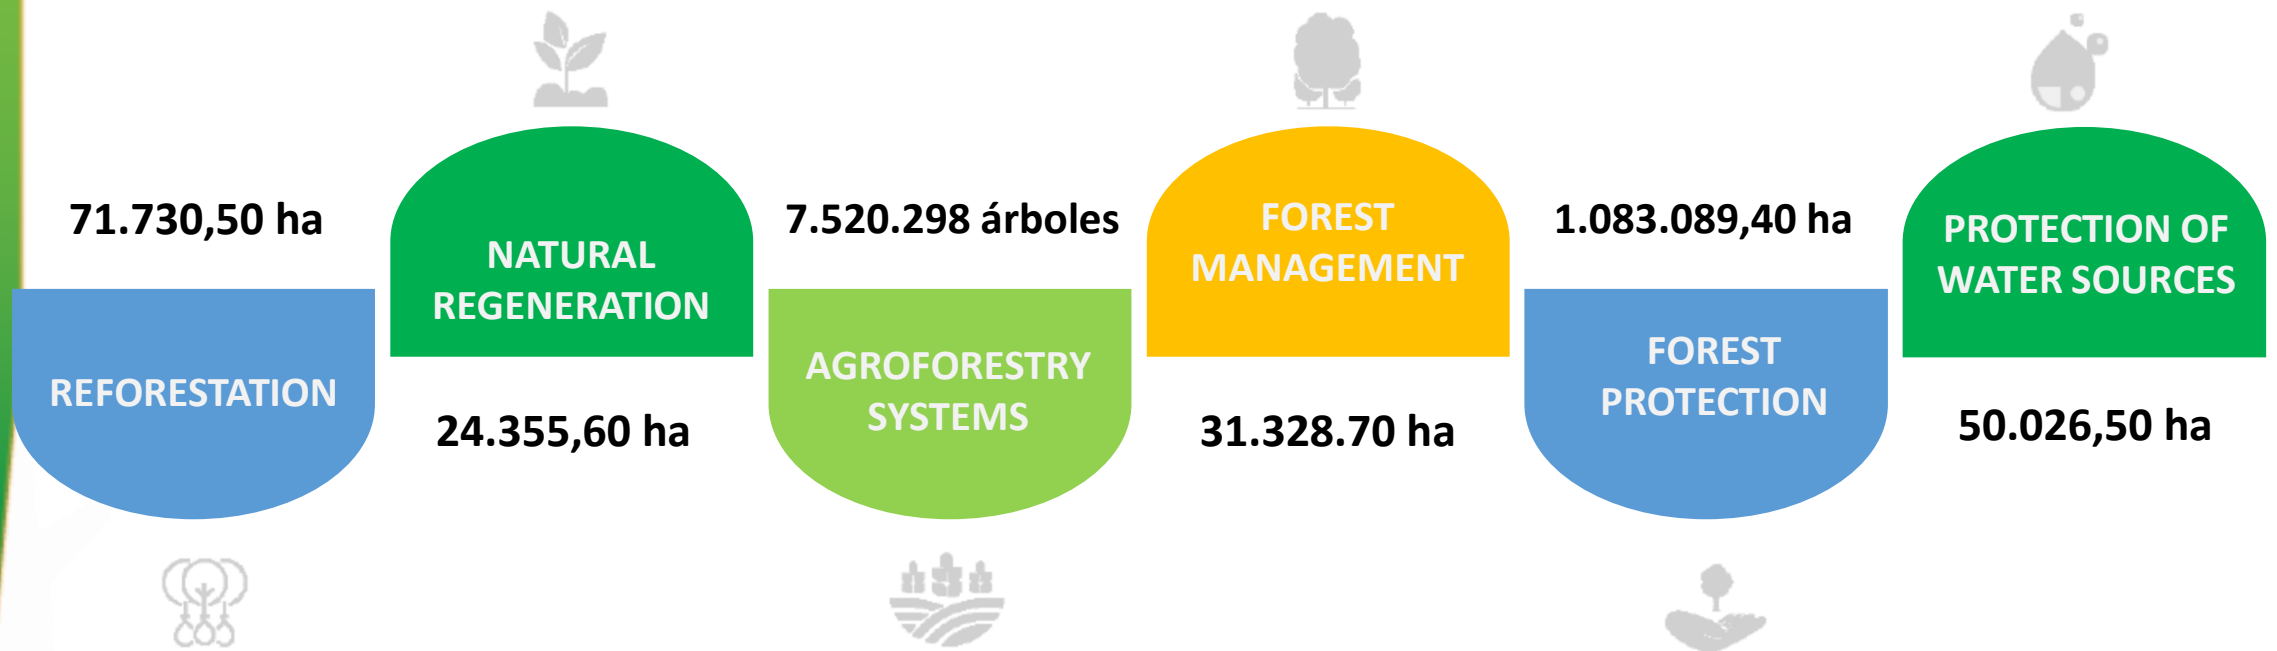 71.730,50 ha
REFORESTATION
NATURAL
REGENERATION
24.355,60 ha
7.520.298 árboles
AGROFORESTRY
SYSTEMS
FOREST
MANAGEMENT
31.328.70 ha
1.083.089,40 ha
FOREST
PROTECTION
PROTECTION OF
WATER SOURCES
50.026,50 ha